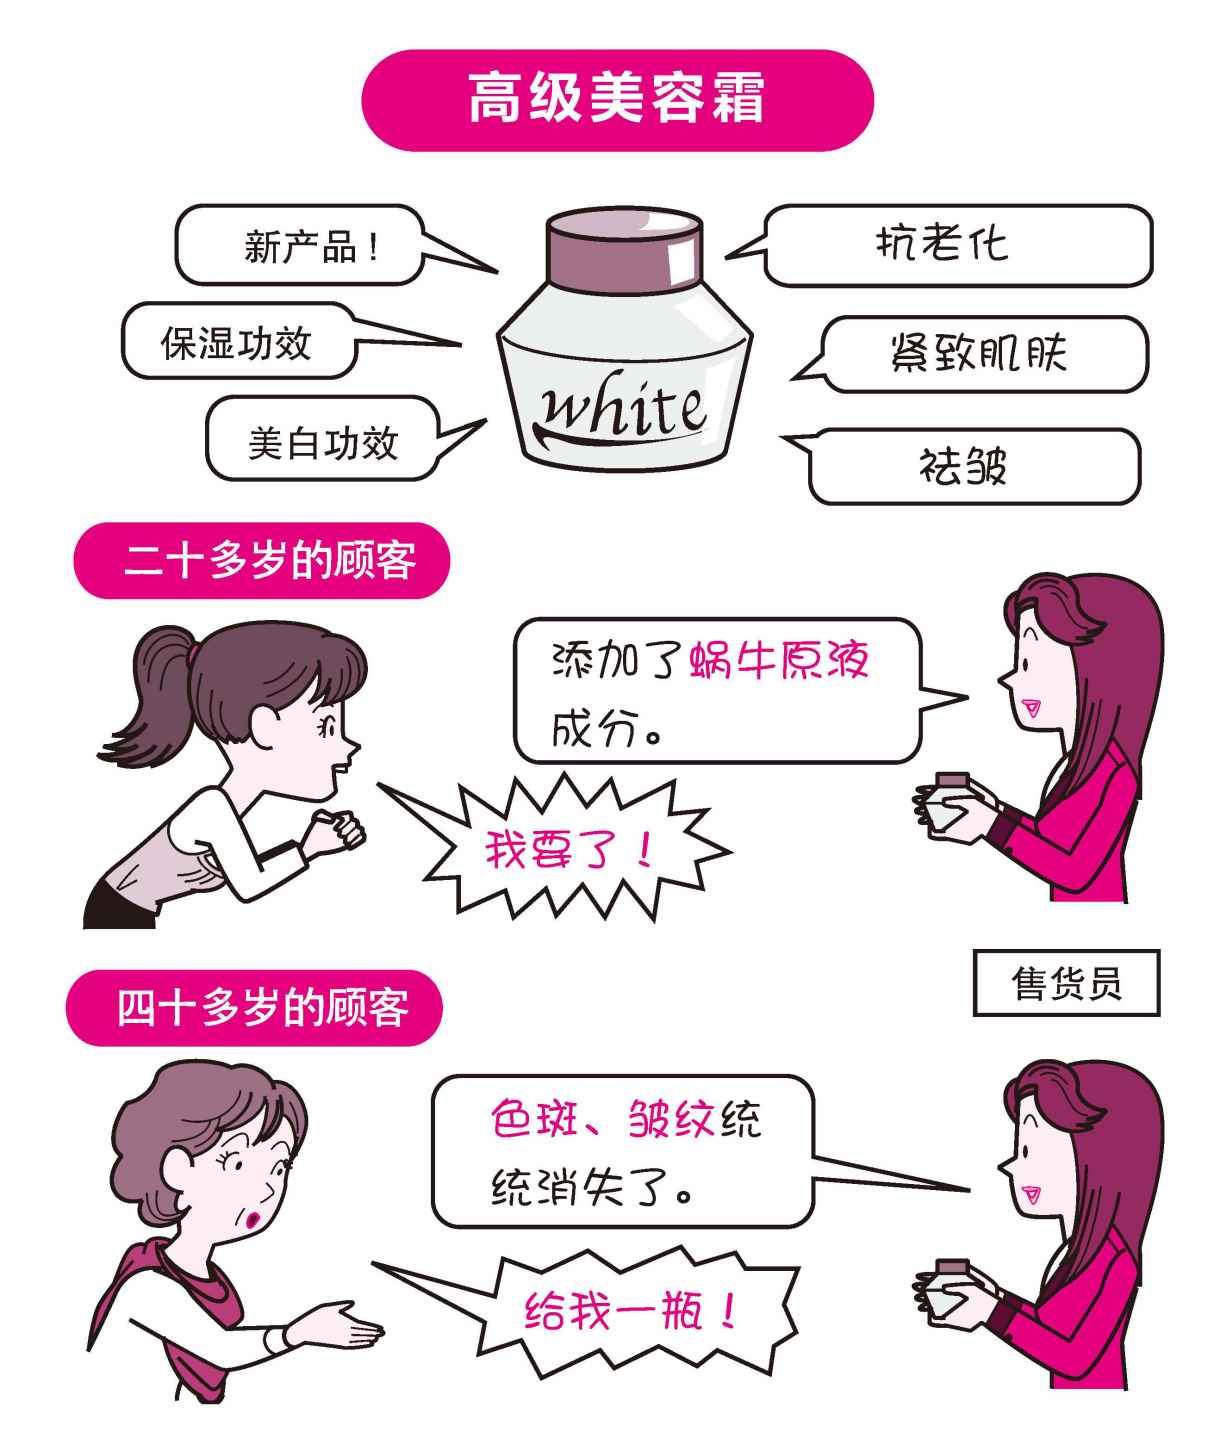 高级美容霜
新产品！
抗老化
保湿功效
紧致肌肤
white
美白功效
祛皱
二十多岁的顾客
添加了蜗牛原液
成分。
我要了！
售货员
四十多岁的顾客
色斑、皱纹统
统消失了。
给我一瓶！